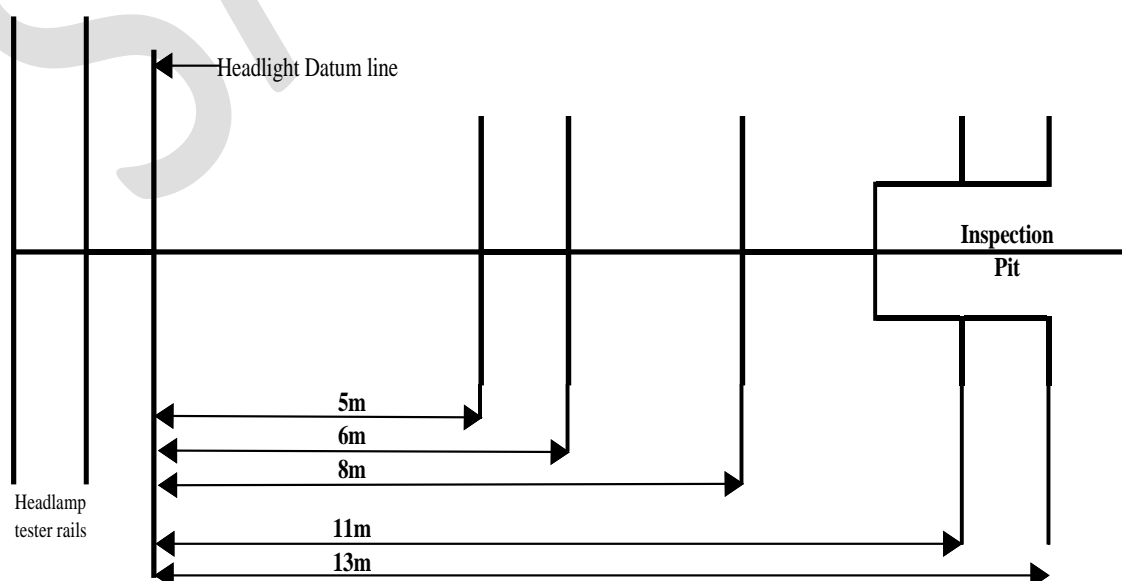 Headlight Datum line
Inspection
Pit
5m
6m
8m
Headlamp
tester rails
11m
13m